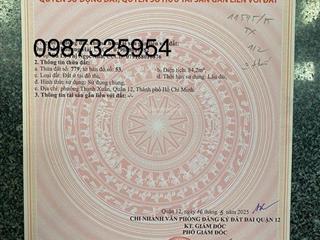 QUYỀN SỬ DỤNG ĐẤT, QUYỀN SỞ HỮU TÀI SẢN GẮN LIỀN VỚI ĐẤT
0987325954
2. Thông tin thửa đất:
a. Thửa đất số: 779, tờ bản đồ số: 53,
b. Diện tích: 84,2m²
c. Loại đất: Đất ở tại đô thị,
d. Thời hạn sử dụng: Lâu dài,
đ. Hình thức sử dụng: Sử dụng chung,
e. Địa chỉ: phường Thạnh Xuân, Quận 12, Thành phố Hồ Chí Minh.
3. Thông tin tài sản gắn liền với đất: -/-
Quận 12, ngày 16 tháng 5 năm 2025
CHI NHÁNH VĂN PHÒNG ĐĂNG KÝ ĐẤT ĐAI QUẬN 12
KT. GIÁM ĐỐC
PHÓ GIÁM ĐỐC